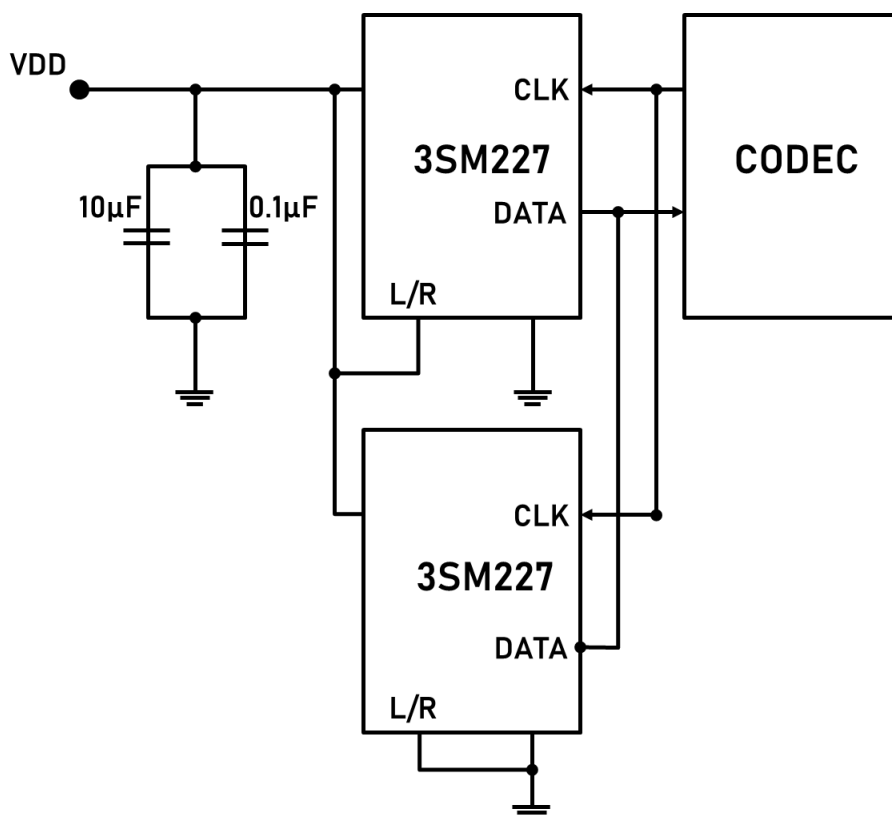 VDD
10µF
0.1µF
CLK
3SM227
DATA
L/R
CODEC
CLK
3SM227
DATA
L/R